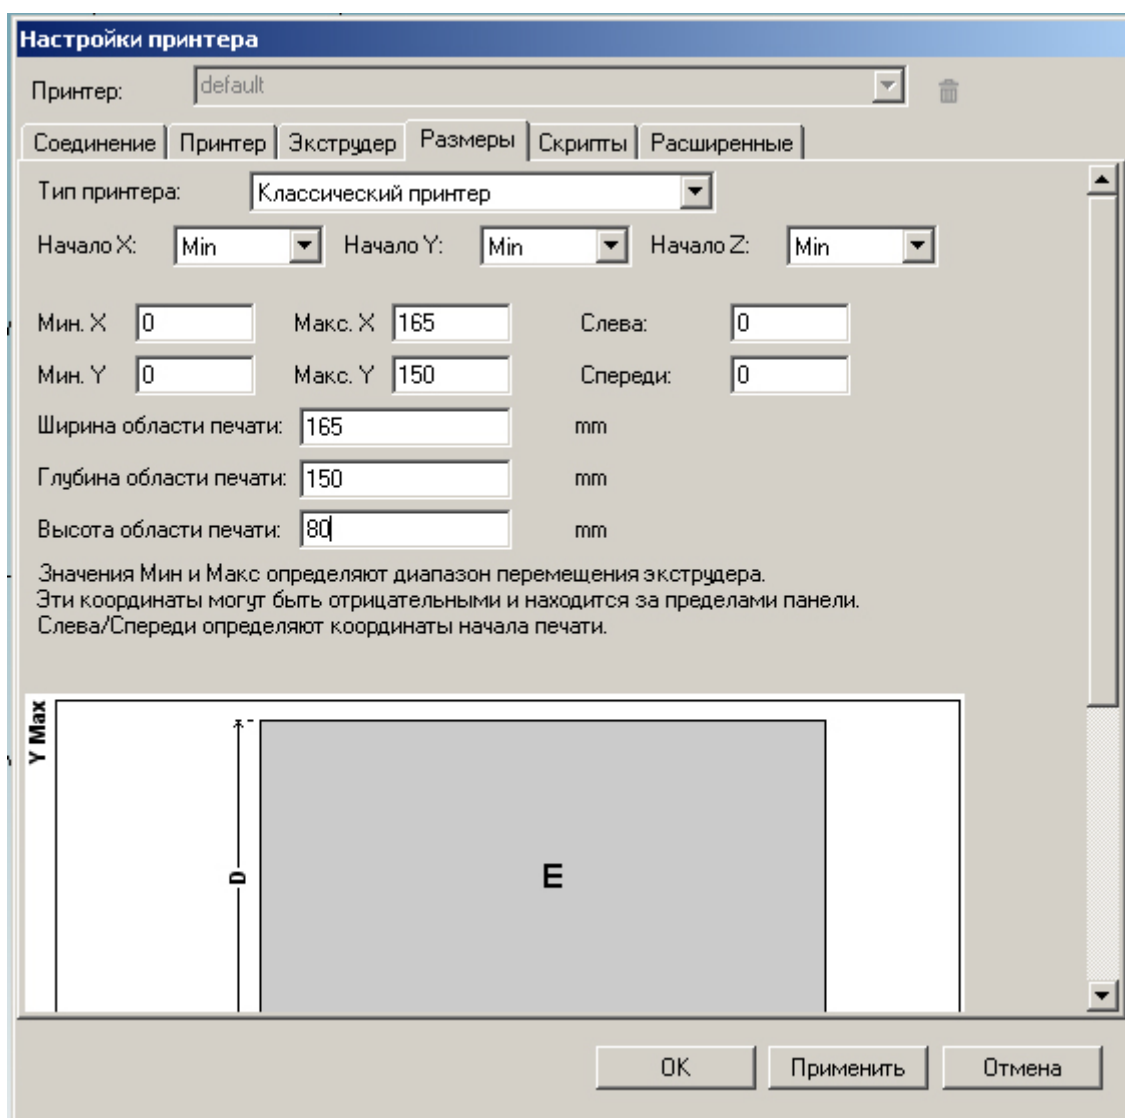 Настройки принтера
Принтер: default
Соединение Принтер Экструдер Размеры Скрипты Расширенные
Тип принтера: Классический принтер
Начало X: Min Начало Y: Min Начало Z: Min
Мин. X 0 Макс. X 165 Слева: 0
Мин. Y 0 Макс. Y 150 Спереди: 0
Ширина области печати: 165 mm
Глубина области печати: 150 mm
Высота области печати: 80 mm
Значения Мин и Макс определяют диапазон перемещения экструдера.
Эти координаты могут быть отрицательными и находится за пределами панели.
Слева/Спереди определяют координаты начала печати.
Y Max
D
E
OK Применить Отмена